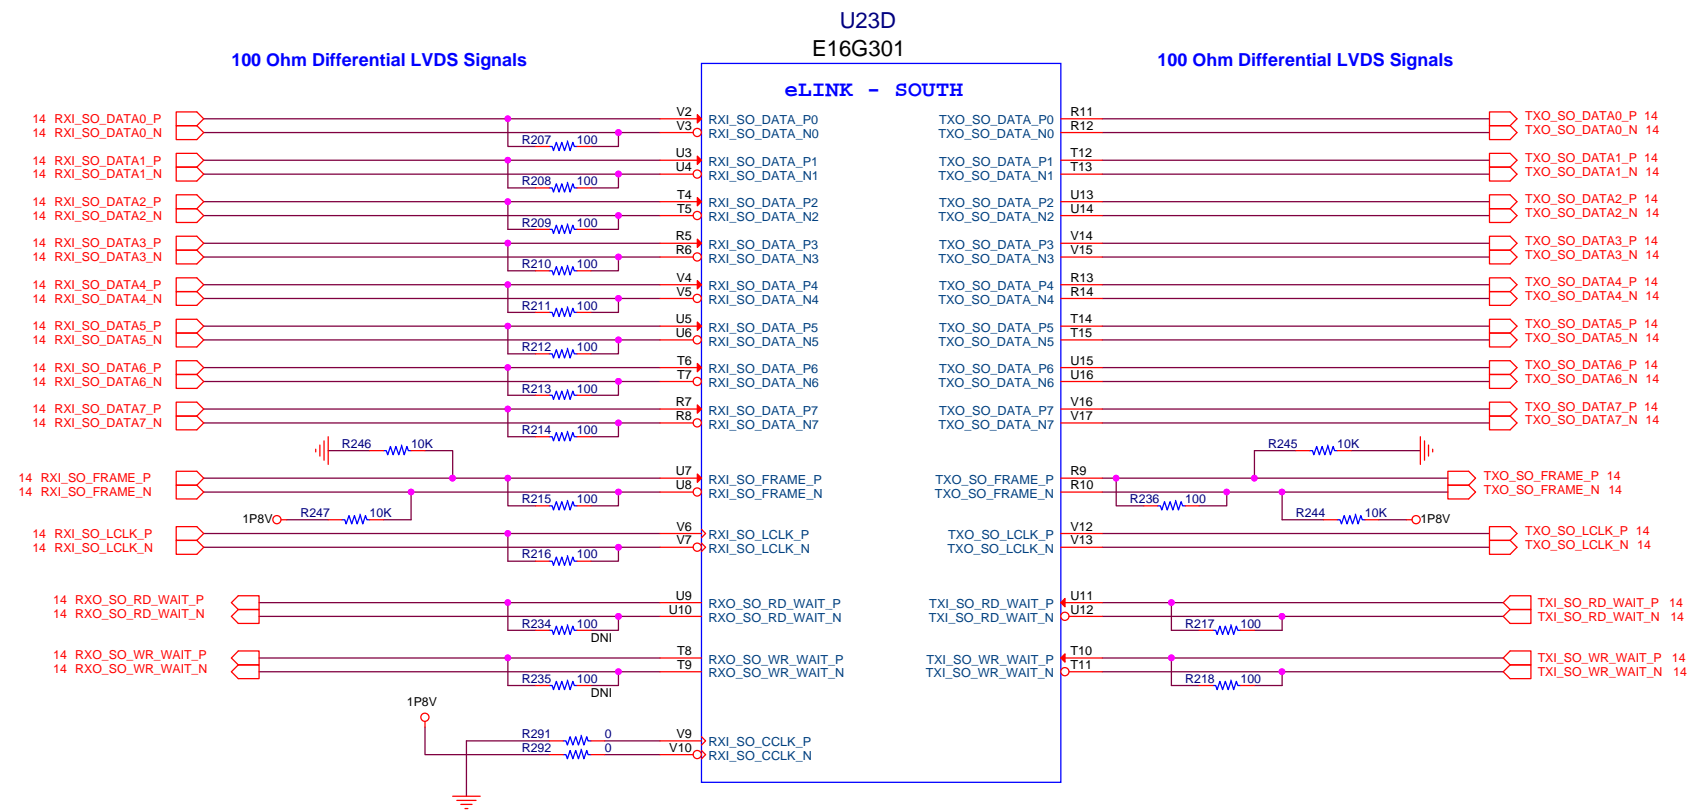 U23D
E16G301
100 Ohm Differential LVDS Signals
100 Ohm Differential LVDS Signals
eLINK - SOUTH
14 RXI_SO_DATA0_P V2 RXI_SO_DATA_P0 TXO_SO_DATA_P0 R11 TXO_SO_DATA0_P 14
14 RXI_SO_DATA0_N V3 RXI_SO_DATA_N0 TXO_SO_DATA_N0 R12 TXO_SO_DATA0_N 14
R207 100
14 RXI_SO_DATA1_P U3 RXI_SO_DATA_P1 TXO_SO_DATA_P1 T12 TXO_SO_DATA1_P 14
14 RXI_SO_DATA1_N U4 RXI_SO_DATA_N1 TXO_SO_DATA_N1 T13 TXO_SO_DATA1_N 14
R208 100
14 RXI_SO_DATA2_P T4 RXI_SO_DATA_P2 TXO_SO_DATA_P2 U13 TXO_SO_DATA2_P 14
14 RXI_SO_DATA2_N T5 RXI_SO_DATA_N2 TXO_SO_DATA_N2 U14 TXO_SO_DATA2_N 14
R209 100
14 RXI_SO_DATA3_P R5 RXI_SO_DATA_P3 TXO_SO_DATA_P3 V14 TXO_SO_DATA3_P 14
14 RXI_SO_DATA3_N R6 RXI_SO_DATA_N3 TXO_SO_DATA_N3 V15 TXO_SO_DATA3_N 14
R210 100
14 RXI_SO_DATA4_P V4 RXI_SO_DATA_P4 TXO_SO_DATA_P4 R13 TXO_SO_DATA4_P 14
14 RXI_SO_DATA4_N V5 RXI_SO_DATA_N4 TXO_SO_DATA_N4 R14 TXO_SO_DATA4_N 14
R211 100
14 RXI_SO_DATA5_P U5 RXI_SO_DATA_P5 TXO_SO_DATA_P5 T14 TXO_SO_DATA5_P 14
14 RXI_SO_DATA5_N U6 RXI_SO_DATA_N5 TXO_SO_DATA_N5 T15 TXO_SO_DATA5_N 14
R212 100
14 RXI_SO_DATA6_P T6 RXI_SO_DATA_P6 TXO_SO_DATA_P6 U15 TXO_SO_DATA6_P 14
14 RXI_SO_DATA6_N T7 RXI_SO_DATA_N6 TXO_SO_DATA_N6 U16 TXO_SO_DATA6_N 14
R213 100
14 RXI_SO_DATA7_P R7 RXI_SO_DATA_P7 TXO_SO_DATA_P7 V16 TXO_SO_DATA7_P 14
14 RXI_SO_DATA7_N R8 RXI_SO_DATA_N7 TXO_SO_DATA_N7 V17 TXO_SO_DATA7_N 14
R214 100
R246 10K R245 10K
14 RXI_SO_FRAME_P U7 RXI_SO_FRAME_P TXO_SO_FRAME_P R9 TXO_SO_FRAME_P 14
14 RXI_SO_FRAME_N U8 RXI_SO_FRAME_N TXO_SO_FRAME_N R10 TXO_SO_FRAME_N 14
R215 100 R236 100
1P8V R247 10K R244 10K 1P8V
14 RXI_SO_LCLK_P V6 RXI_SO_LCLK_P TXO_SO_LCLK_P V12 TXO_SO_LCLK_P 14
14 RXI_SO_LCLK_N V7 RXI_SO_LCLK_N TXO_SO_LCLK_N V13 TXO_SO_LCLK_N 14
R216 100
14 RXO_SO_RD_WAIT_P U9 RXO_SO_RD_WAIT_P TXI_SO_RD_WAIT_P U11 TXI_SO_RD_WAIT_P 14
14 RXO_SO_RD_WAIT_N U10 RXO_SO_RD_WAIT_N TXI_SO_RD_WAIT_N U12 TXI_SO_RD_WAIT_N 14
R234 100 R217 100
DNI
14 RXO_SO_WR_WAIT_P T8 RXO_SO_WR_WAIT_P TXI_SO_WR_WAIT_P T10 TXI_SO_WR_WAIT_P 14
14 RXO_SO_WR_WAIT_N T9 RXO_SO_WR_WAIT_N TXI_SO_WR_WAIT_N T11 TXI_SO_WR_WAIT_N 14
R235 100 R218 100
DNI
1P8V
R291 0 V9 RXI_SO_CCLK_P
R292 0 V10 RXI_SO_CCLK_N